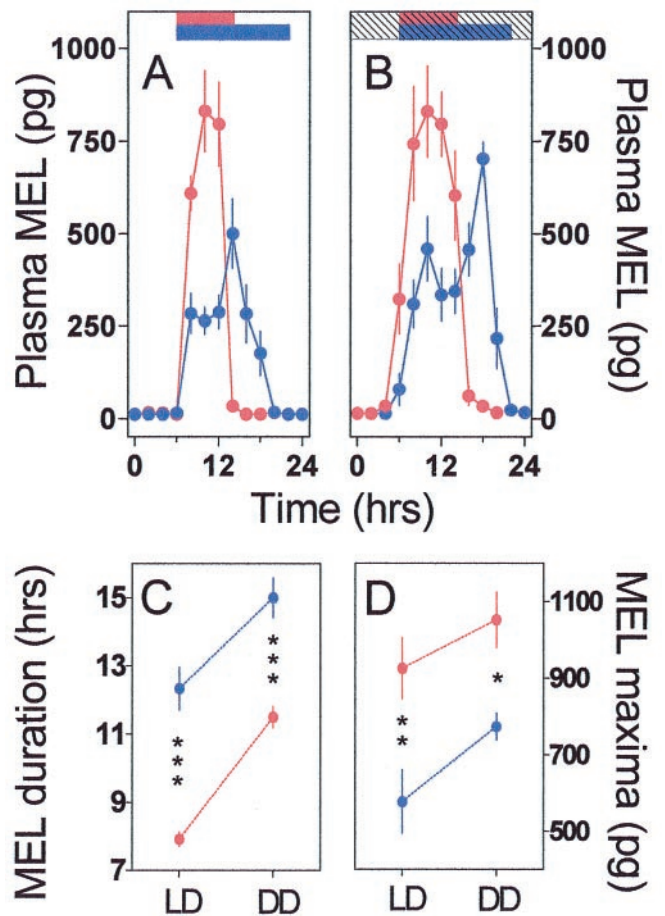 A
B
Plasma MEL (pg)
1000
750
500
250
0
1000
750
500
250
0
Plasma MEL (pg)
0 12 24
0 12 24
Time (hrs)
C
D
MEL duration (hrs)
15
13
11
9
7
***
***
**
*
1100
900
700
500
MEL maxima (pg)
LD DD
LD DD